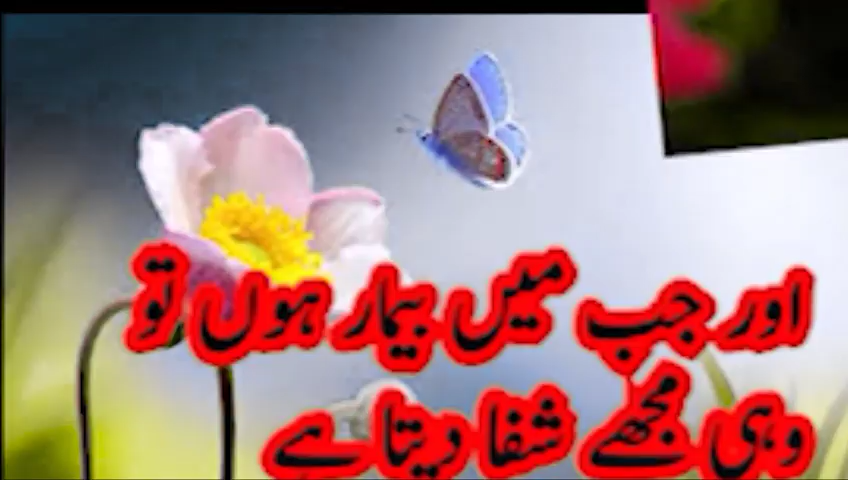 اور جب میں بیمار ہوں تو
وہی مجھے شفا دیتا ہے